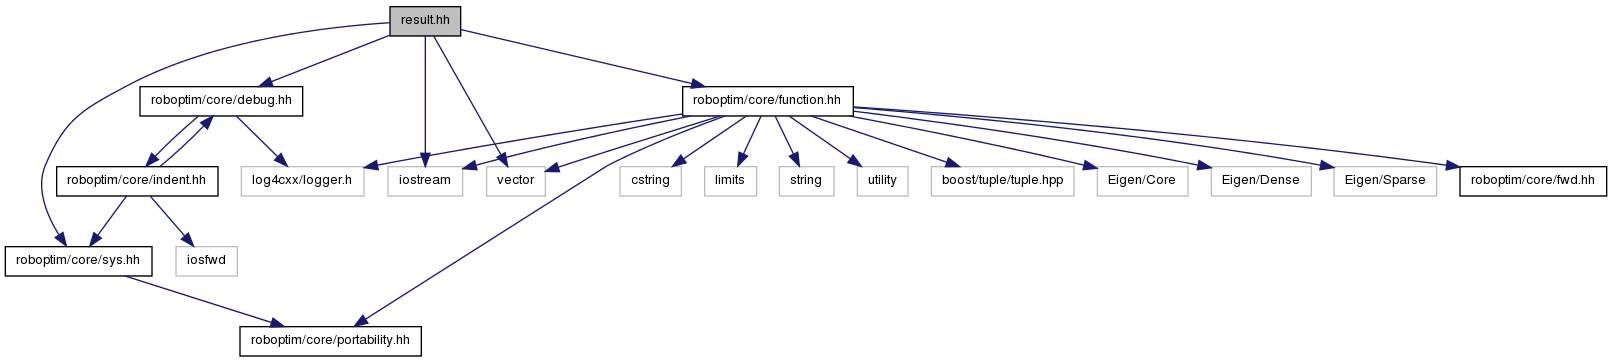 result.hh
roboptim/core/debug.hh
roboptim/core/function.hh
roboptim/core/indent.hh
log4cxx/logger.h
iostream
vector
cstring
limits
string
utility
boost/tuple/tuple.hpp
Eigen/Core
Eigen/Dense
Eigen/Sparse
roboptim/core/fwd.hh
roboptim/core/sys.hh
iosfwd
roboptim/core/portability.hh